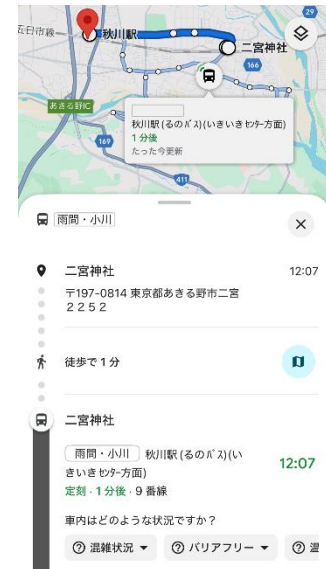 29
五日市線
秋川駅
二宮神社
166
あきる野IC
秋川駅(るのバス)(いきいきセンター方面)
1 分後
たった今更新
169
411
雨間・小川
二宮神社
12:07
〒197-0814 東京都あきる野市二宮
2252
徒歩で 1 分
二宮神社
雨間・小川 秋川駅 (るのバス)(い
きいきセンター方面)
12:07
定刻・1 分後・9 番線
車内はどのような状況ですか？
混雑状況
バリアフリー
温